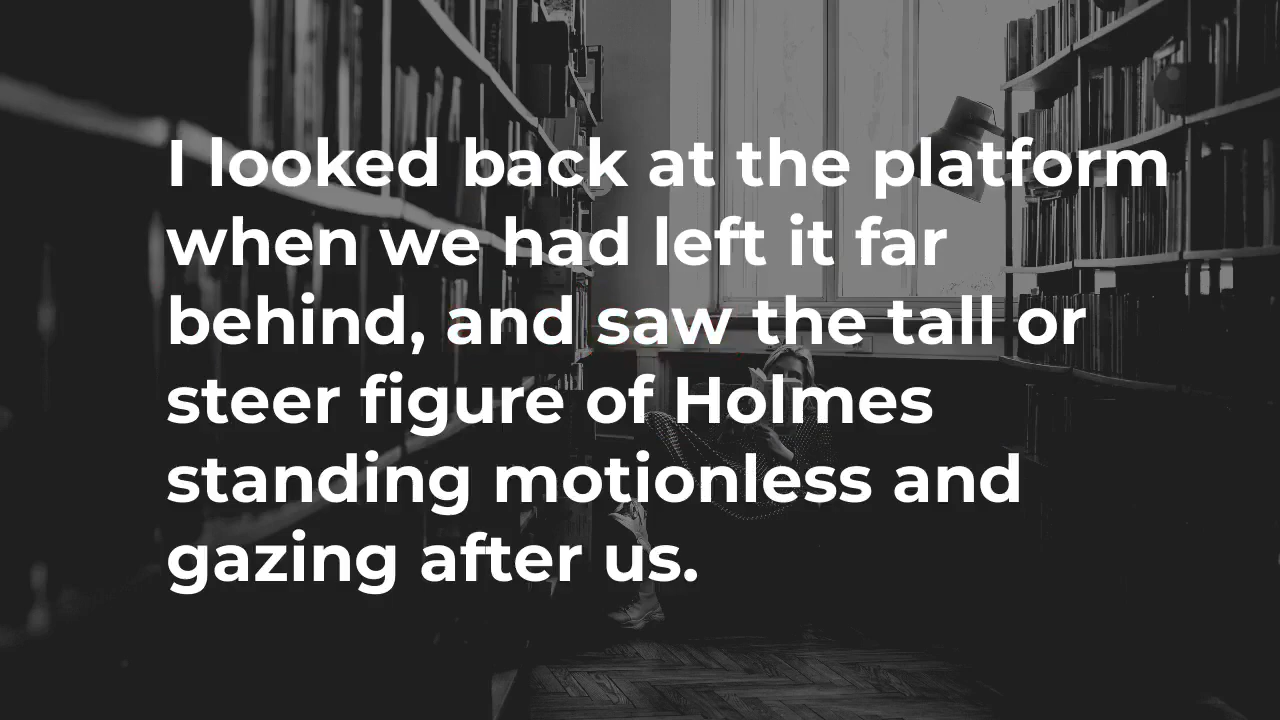 I looked back at the platform
when we had left it far
behind, and saw the tall or
steer figure of Holmes
standing motionless and
gazing after us.